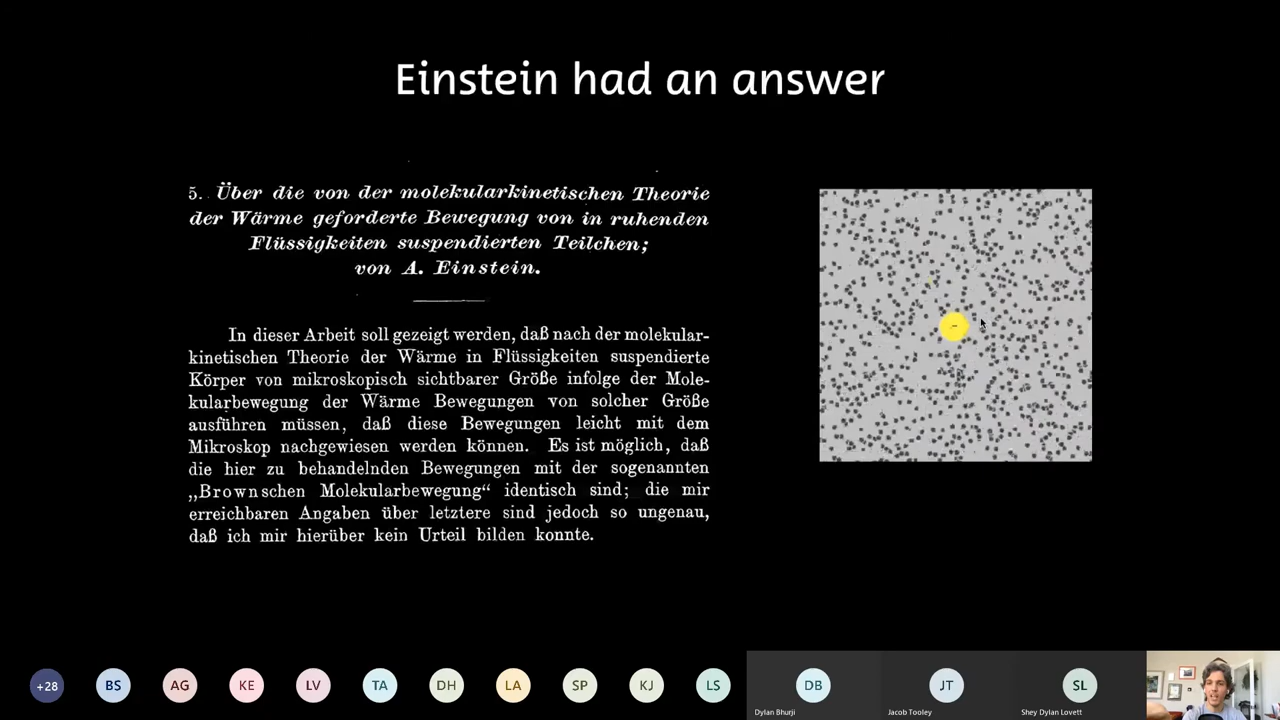 Einstein had an answer
5. Über die von der molekularkinetischen Theorie
der Wärme geforderte Bewegung von in ruhenden
Flüssigkeiten suspendierten Teilchen;
von A. Einstein.
In dieser Arbeit soll gezeigt werden, daß nach der molekular-
kinetischen Theorie der Wärme in Flüssigkeiten suspendierte
Körper von mikroskopisch sichtbarer Größe infolge der Mole-
kularbewegung der Wärme Bewegungen von solcher Größe
ausführen müssen, daß diese Bewegungen leicht mit dem
Mikroskop nachgewiesen werden können. Es ist möglich, daß
die hier zu behandelnden Bewegungen mit der sogenannten
„Brownschen Molekularbewegung“ identisch sind; die mir
erreichbaren Angaben über letztere sind jedoch so ungenau,
daß ich mir hierüber kein Urteil bilden konnte.
+28 BS AG KE LV TA DH LA SP KJ LS DB JT SL
Dylan Bhurji Jacob Tooley Shey Dylan Lovett